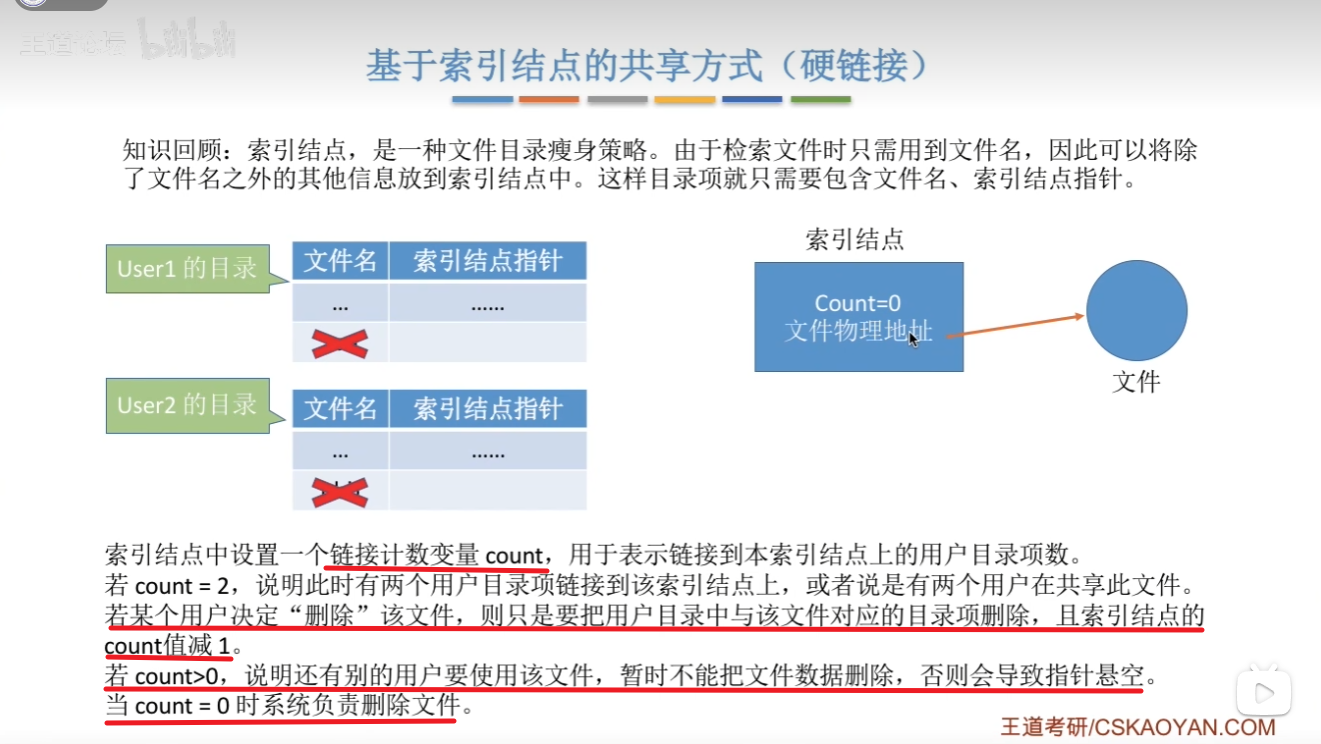 王道论坛 bilibili
基于索引结点的共享方式（硬链接）
知识回顾：索引结点，是一种文件目录瘦身策略。由于检索文件时只需用到文件名，因此可以将除
了文件名之外的其他信息放到索引结点中。这样目录项就只需要包含文件名、索引结点指针。
User1 的目录
文件名 索引结点指针
... ......
User2 的目录
文件名 索引结点指针
... ......
索引结点
Count=0
文件物理地址
文件
索引结点中设置一个链接计数变量 count，用于表示链接到本索引结点上的用户目录项数。
若 count = 2，说明此时有两个用户目录项链接到该索引结点上，或者说是有两个用户在共享此文件。
若某个用户决定“删除”该文件，则只是要把用户目录中与该文件对应的目录项删除，且索引结点的
count值减 1。
若 count>0，说明还有别的用户要使用该文件，暂时不能把文件数据删除，否则会导致指针悬空。
当 count = 0 时系统负责删除文件。
王道考研/CSKAOYAN.COM